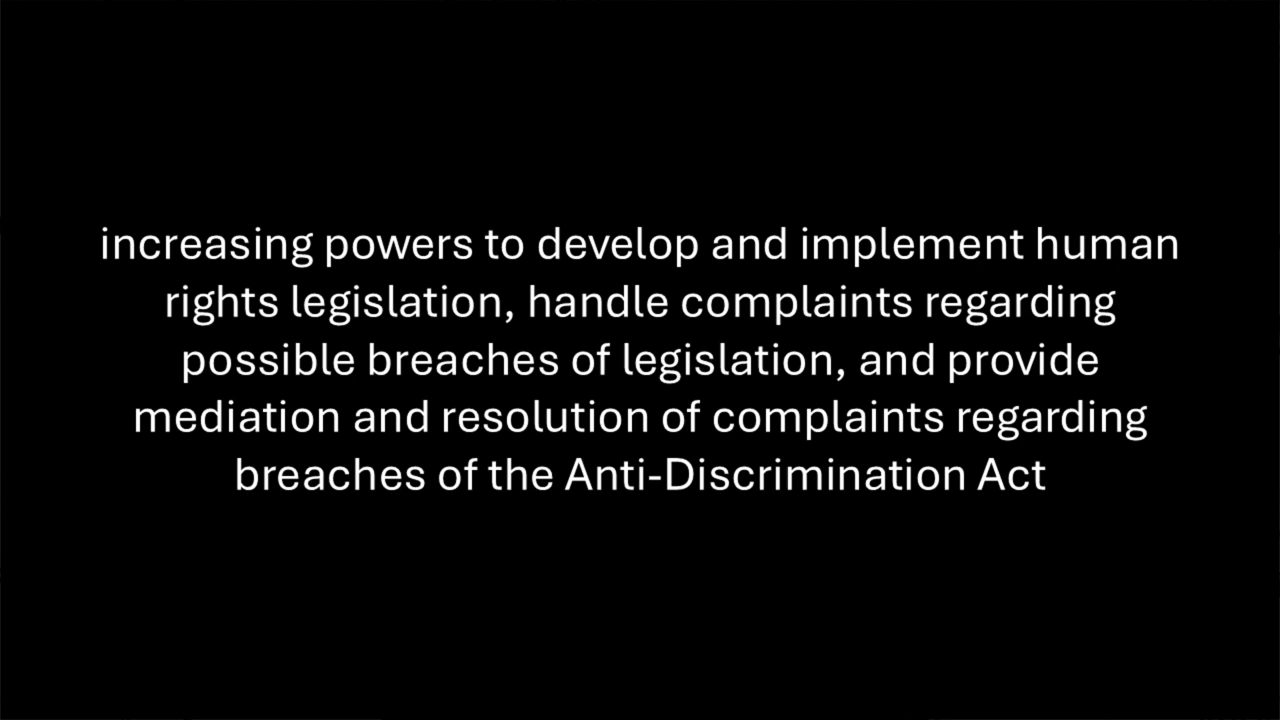 increasing powers to develop and implement human
rights legislation, handle complaints regarding
possible breaches of legislation, and provide
mediation and resolution of complaints regarding
breaches of the Anti-Discrimination Act